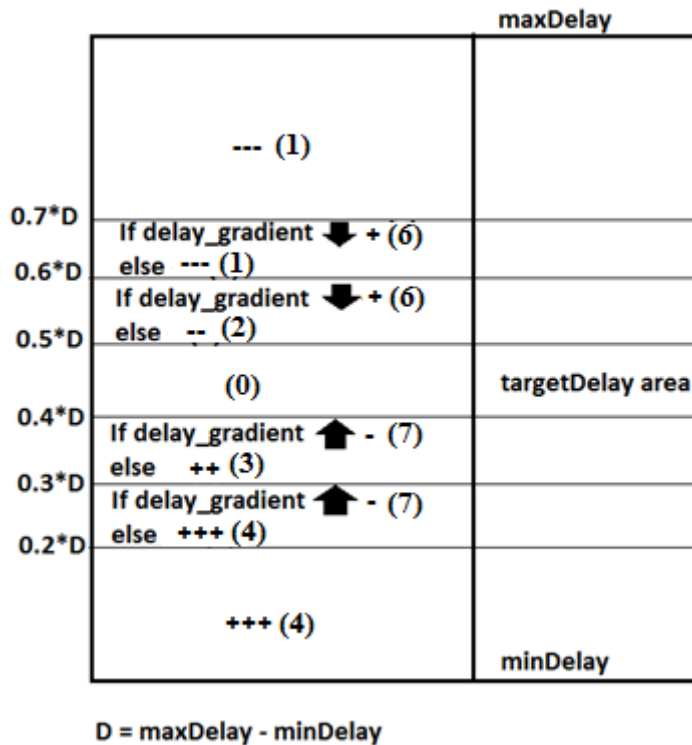 maxDelay
--- (1)
0.7*D
If delay_gradient ⬇ + (6)
else --- (1)
0.6*D
If delay_gradient ⬇ + (6)
else -- (2)
0.5*D
(0) targetDelay area
0.4*D
If delay_gradient ⬆ - (7)
else ++ (3)
0.3*D
If delay_gradient ⬆ - (7)
else +++ (4)
0.2*D
+++ (4)
minDelay
D = maxDelay - minDelay